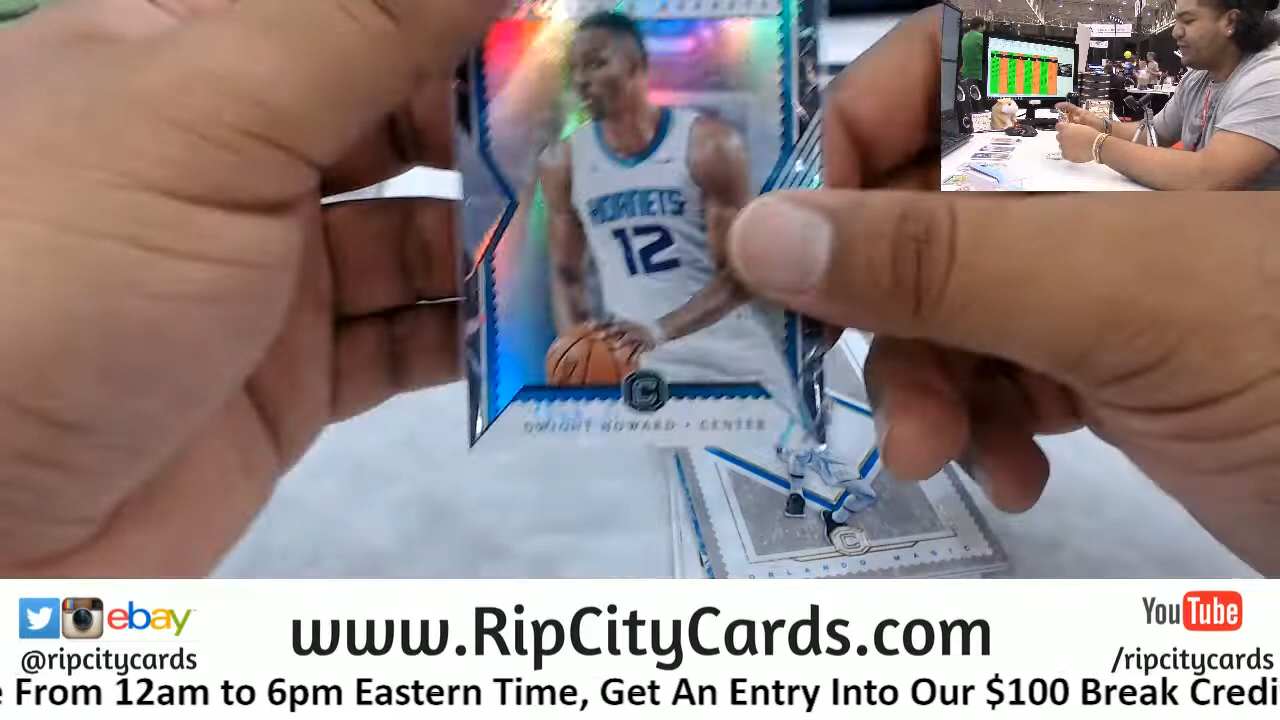 HORNETS
12
C
DWIGHT HOWARD • CENTER
C
ORLANDO MAGIC
ebay
@ripcitycards
www.RipCityCards.com
YouTube
/ripcitycards
e From 12am to 6pm Eastern Time, Get An Entry Into Our $100 Break Credi